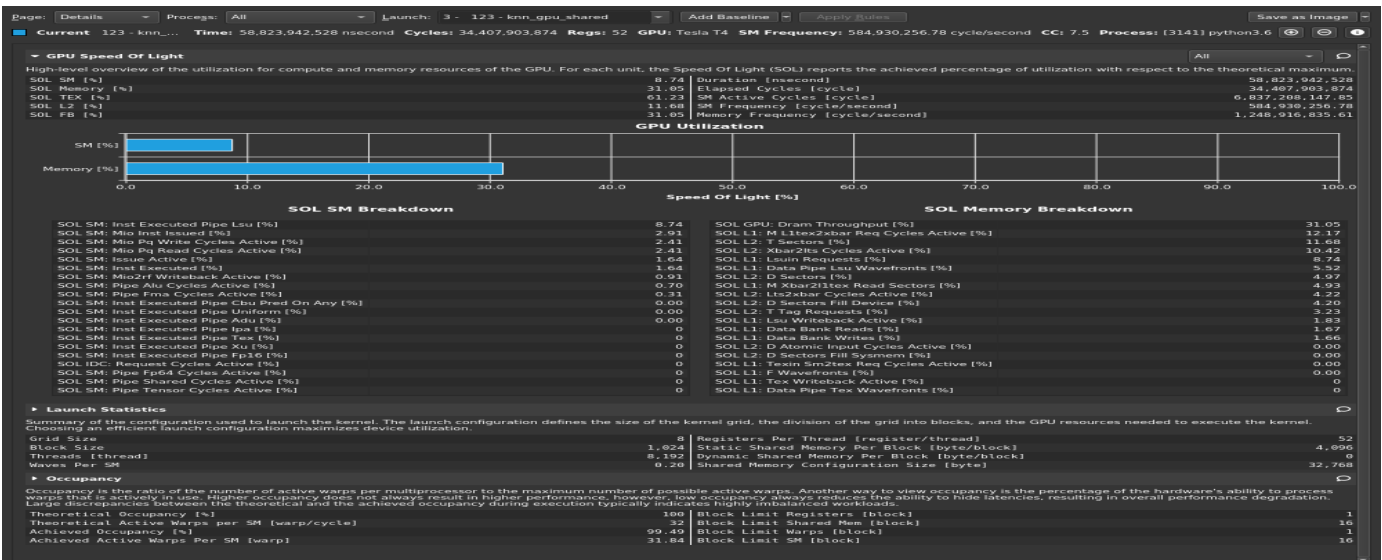 Page: Details Process: All Launch: 3 - 123 - knn_gpu_shared Add Baseline Apply Rules Save as Image
Current 123 - knn_... Time: 58,823,942,528 nsecond Cycles: 34,407,903,874 Regs: 52 GPU: Tesla T4 SM Frequency: 584,930,256.78 cycle/second CC: 7.5 Process: [3141] python3.6
GPU Speed Of Light All
High-level overview of the utilization for compute and memory resources of the GPU. For each unit, the Speed Of Light (SOL) reports the achieved percentage of utilization with respect to the theoretical maximum.
SOL SM [%] 8.74 Duration [nsecond] 58,823,942,528
SOL Memory [%] 31.05 Elapsed Cycles [cycle] 34,407,903,874
SOL TEX [%] 61.23 SM Active Cycles [cycle] 6,837,208,147.85
SOL L2 [%] 11.68 SM Frequency [cycle/second] 584,930,256.78
SOL FB [%] 31.05 Memory Frequency [cycle/second] 1,248,916,835.61
GPU Utilization
SM [%]
Memory [%]
0.0 10.0 20.0 30.0 40.0 50.0 60.0 70.0 80.0 90.0 100.0
Speed Of Light [%]
SOL SM Breakdown SOL Memory Breakdown
SOL SM: Inst Executed Pipe Lsu [%] 8.74 SOL GPU: Dram Throughput [%] 31.05
SOL SM: Mio Inst Issued [%] 2.91 SOL L1: M L1tex2xbar Req Cycles Active [%] 12.17
SOL SM: Mio Pq Write Cycles Active [%] 2.41 SOL L2: T Sectors [%] 11.68
SOL SM: Mio Pq Read Cycles Active [%] 2.41 SOL L2: Xbar2lts Cycles Active [%] 10.42
SOL SM: Issue Active [%] 1.64 SOL L1: Lsuin Requests [%] 8.74
SOL SM: Inst Executed [%] 1.64 SOL L1: Data Pipe Lsu Wavefronts [%] 5.52
SOL SM: Mio2rf Writeback Active [%] 0.91 SOL L2: D Sectors [%] 4.97
SOL SM: Pipe Alu Cycles Active [%] 0.70 SOL L1: M Xbar2l1tex Read Sectors [%] 4.93
SOL SM: Pipe Fma Cycles Active [%] 0.31 SOL L2: Lts2xbar Cycles Active [%] 4.22
SOL SM: Inst Executed Pipe Cbu Pred On Any [%] 0.00 SOL L2: D Sectors Fill Device [%] 4.20
SOL SM: Inst Executed Pipe Uniform [%] 0.00 SOL L2: T Tag Requests [%] 3.23
SOL SM: Inst Executed Pipe Adu [%] 0.00 SOL L1: Lsu Writeback Active [%] 1.83
SOL SM: Inst Executed Pipe Ipa [%] 0 SOL L1: Data Bank Reads [%] 1.67
SOL SM: Inst Executed Pipe Tex [%] 0 SOL L1: Data Bank Writes [%] 1.66
SOL SM: Inst Executed Pipe Xu [%] 0 SOL L2: D Atomic Input Cycles Active [%] 0.00
SOL SM: Inst Executed Pipe Fp16 [%] 0 SOL L2: D Sectors Fill Sysmem [%] 0.00
SOL IDC: Request Cycles Active [%] 0 SOL L1: Texin Sm2tex Req Cycles Active [%] 0.00
SOL SM: Pipe Fp64 Cycles Active [%] 0 SOL L1: F Wavefronts [%] 0.00
SOL SM: Pipe Shared Cycles Active [%] 0 SOL L1: Tex Writeback Active [%] 0
SOL SM: Pipe Tensor Cycles Active [%] 0 SOL L1: Data Pipe Tex Wavefronts [%] 0
Launch Statistics
Summary of the configuration used to launch the kernel. The launch configuration defines the size of the kernel grid, the division of the grid into blocks, and the GPU resources needed to execute the kernel.
Choosing an efficient launch configuration maximizes device utilization.
Grid Size 8 Registers Per Thread [register/thread] 52
Block Size 1,024 Static Shared Memory Per Block [byte/block] 4,096
Threads [thread] 8,192 Dynamic Shared Memory Per Block [byte/block] 0
Waves Per SM 0.20 Shared Memory Configuration Size [byte] 32,768
Occupancy
Occupancy is the ratio of the number of active warps per multiprocessor to the maximum number of possible active warps. Another way to view occupancy is the percentage of the hardware's ability to process
warps that is actively in use. Higher occupancy does not always result in higher performance, however, low occupancy always reduces the ability to hide latencies, resulting in overall performance degradation.
Large discrepancies between the theoretical and the achieved occupancy during execution typically indicates highly imbalanced workloads.
Theoretical Occupancy [%] 100 Block Limit Registers [block] 1
Theoretical Active Warps per SM [warp/cycle] 32 Block Limit Shared Mem [block] 16
Achieved Occupancy [%] 99.49 Block Limit Warps [block] 1
Achieved Active Warps Per SM [warp] 31.84 Block Limit SM [block] 16